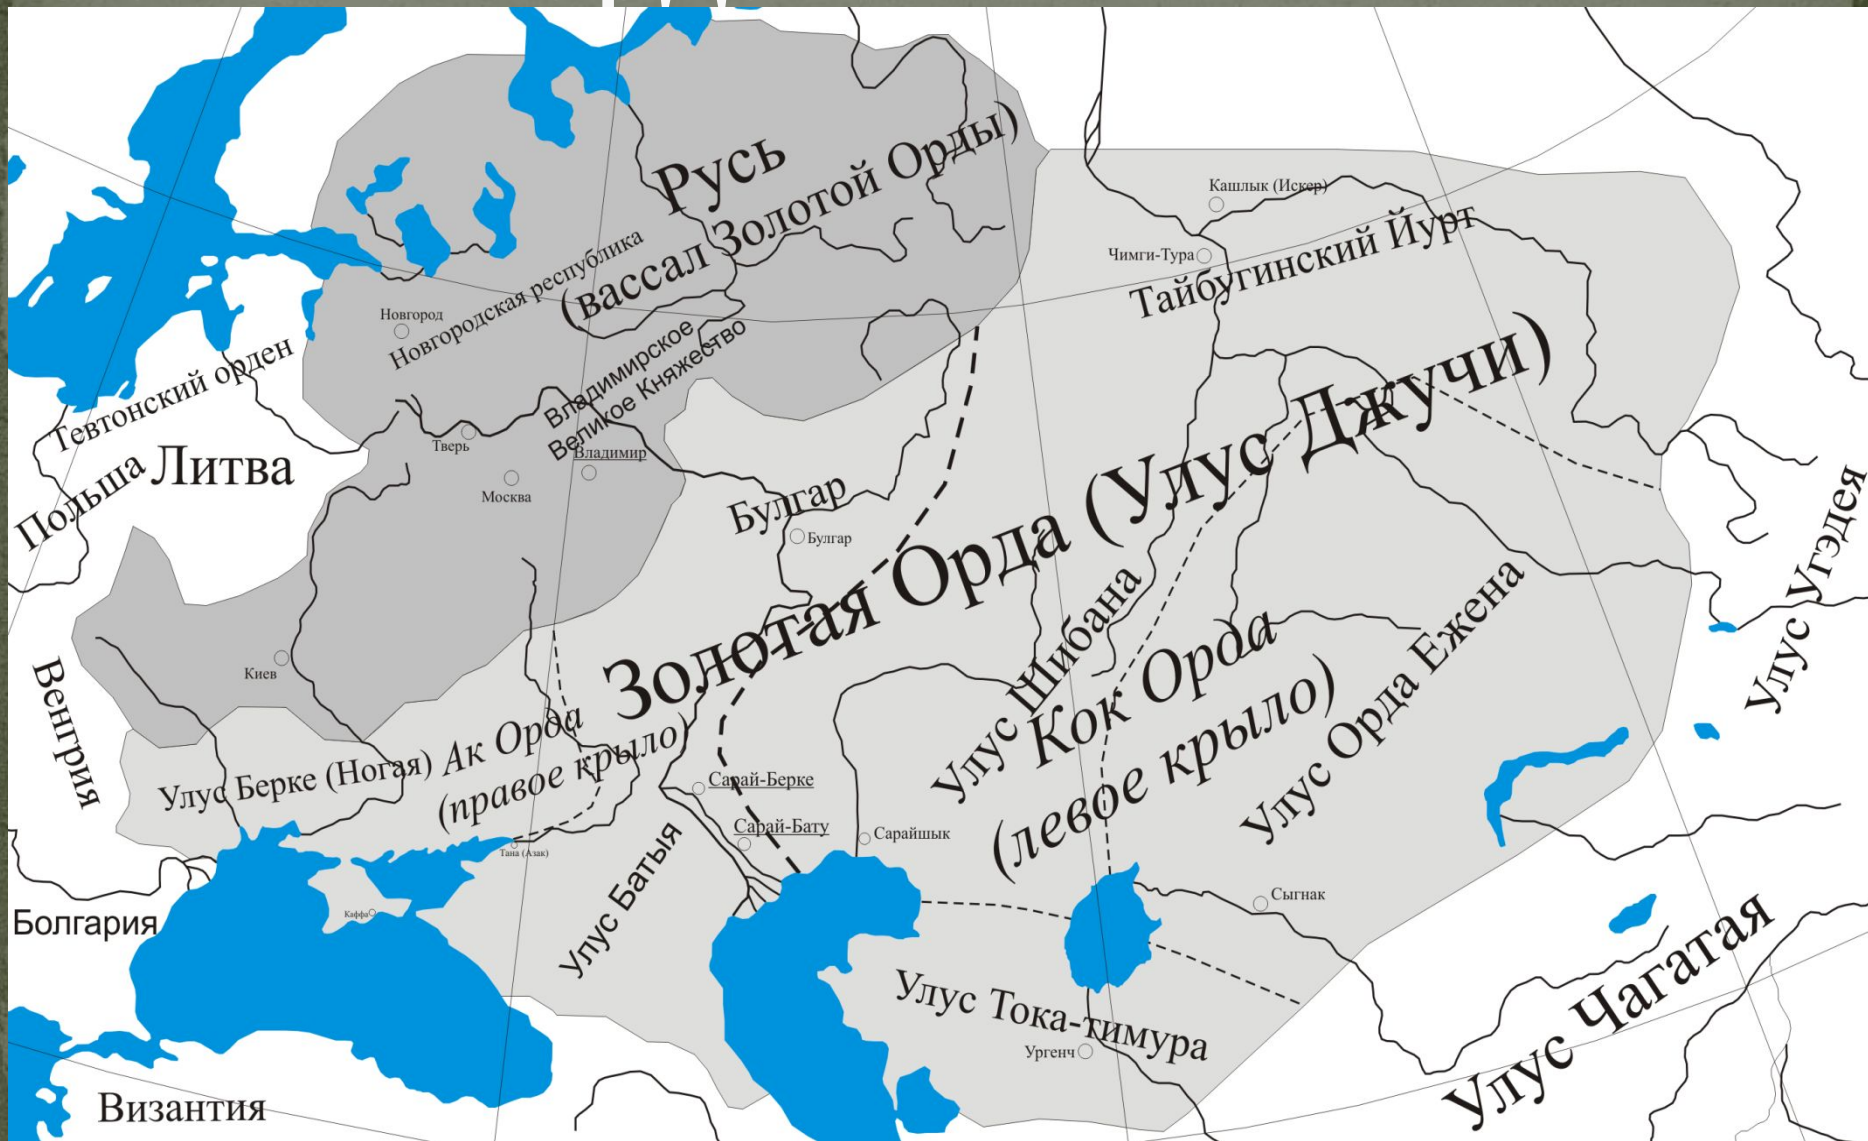 Русь
(вассал Золотой Орды)
Новгородская республика
Новгород
Владимирское
Великое Княжество
Тверь
Владимир
Москва
Киев
Тевтонский орден
Польша
Литва
Венгрия
Болгария
Византия
Кашлык (Искер)
Чимги-Тура
Тайбугинский Йурт
Золотая Орда (Улус Джучи)
Булгар
Булгар
Улус Шибана
Кок Орда
(левое крыло)
Улус Орда Ежена
Улус Угэдея
Улус Берке (Ногая)
Ак Орда
(правое крыло)
Сарай-Берке
Сарай-Бату
Сарайшык
Тана (Азак)
Каффа
Улус Батыя
Сыгнак
Улус Тока-тимура
Ургенч
Улус Чагатая